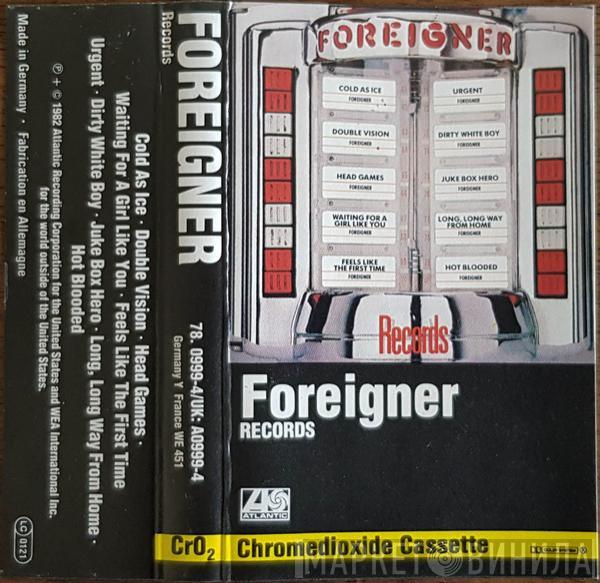 Cold As Ice · Double Vision · Head Games ·
Waiting For A Girl Like You · Feels Like The First Time
Urgent · Dirty White Boy · Juke Box Hero · Long, Long Way From Home ·
Hot Blooded
℗ + © 1982 Atlantic Recording Corporation for the United States and WEA International Inc.
for the world outside of the United States.
Made in Germany · Fabrication en Allemagne
LC 0121
FOREIGNER
Records
78. 0999-4/UK: A0999-4
Germany Y France WE 451
CrO2
FOREIGNER
COLD AS ICE
FOREIGNER
DOUBLE VISION
FOREIGNER
HEAD GAMES
FOREIGNER
WAITING FOR A
GIRL LIKE YOU
FOREIGNER
FEELS LIKE
THE FIRST TIME
FOREIGNER
URGENT
FOREIGNER
DIRTY WHITE BOY
FOREIGNER
JUKE BOX HERO
FOREIGNER
LONG, LONG WAY
FROM HOME
FOREIGNER
HOT BLOODED
FOREIGNER
Records
Foreigner
RECORDS
ATLANTIC
Chromedioxide Cassette
МАРКЕТ ВИНИЛА